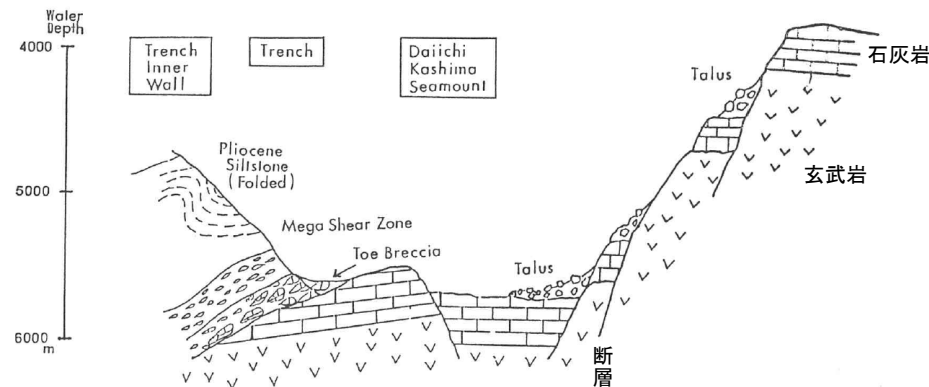 Waler
Depth
4000
5000
6000
m
Trench
Inner
Wall
Trench
Daiichi
Kashima
Seamount
Talus
石灰岩
玄武岩
Pliocene
Siltstone
(Folded)
Mega Shear Zone
Toe Breccia
Talus
断層